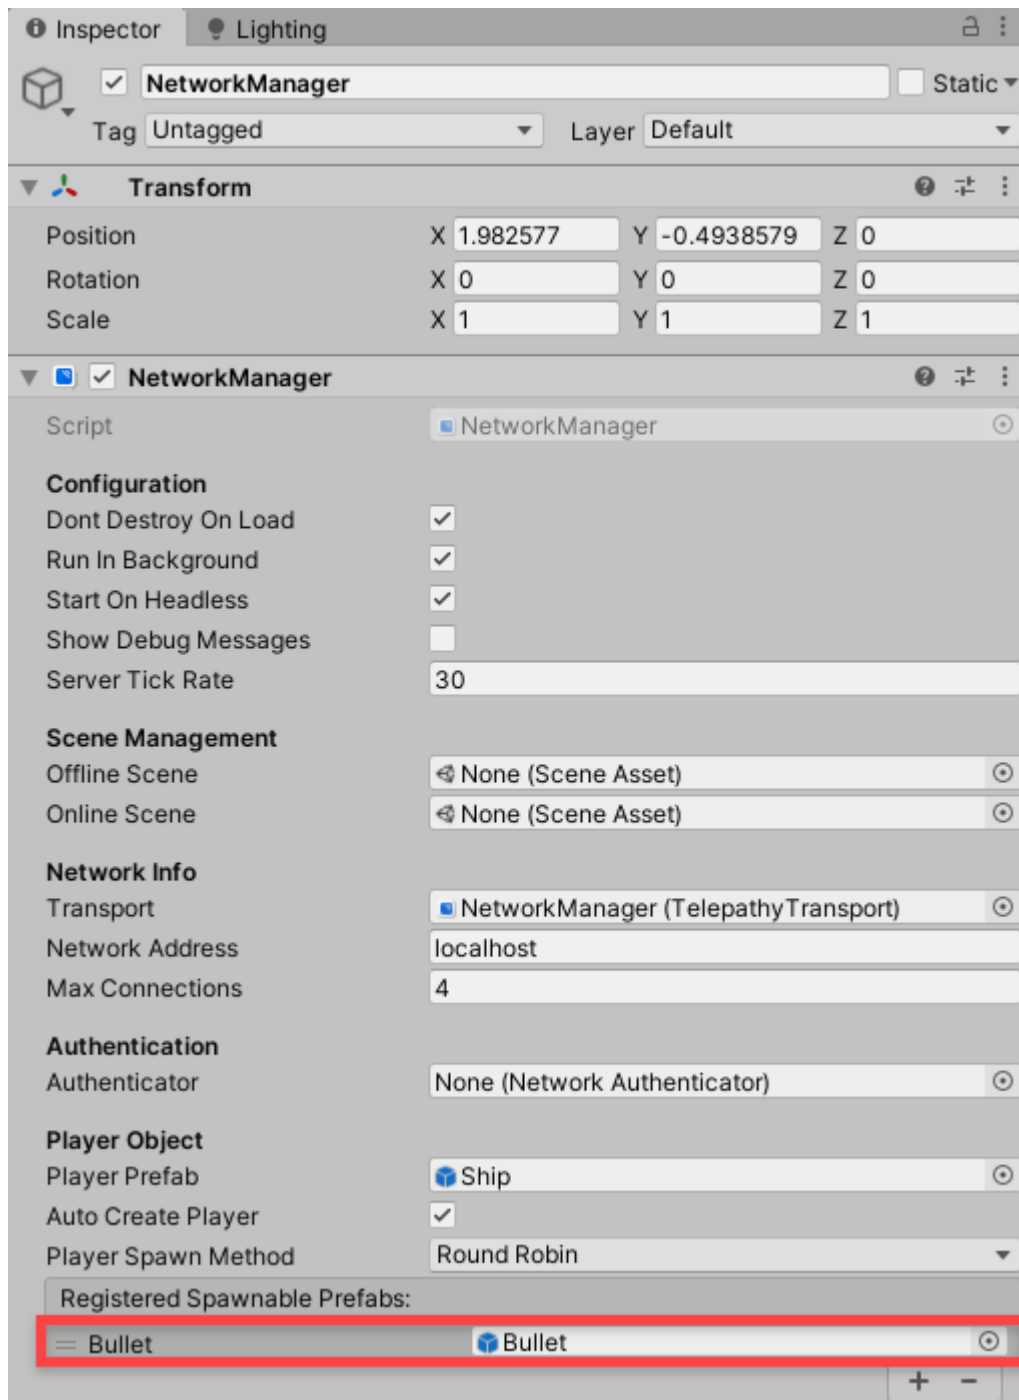 Inspector Lighting
NetworkManager Static
Tag Untagged Layer Default
Transform
Position X 1.982577 Y -0.4938579 Z 0
Rotation X 0 Y 0 Z 0
Scale X 1 Y 1 Z 1
NetworkManager
Script NetworkManager
Configuration
Dont Destroy On Load
Run In Background
Start On Headless
Show Debug Messages
Server Tick Rate 30
Scene Management
Offline Scene None (Scene Asset)
Online Scene None (Scene Asset)
Network Info
Transport NetworkManager (TelepathyTransport)
Network Address localhost
Max Connections 4
Authentication
Authenticator None (Network Authenticator)
Player Object
Player Prefab Ship
Auto Create Player
Player Spawn Method Round Robin
Registered Spawnable Prefabs:
Bullet Bullet